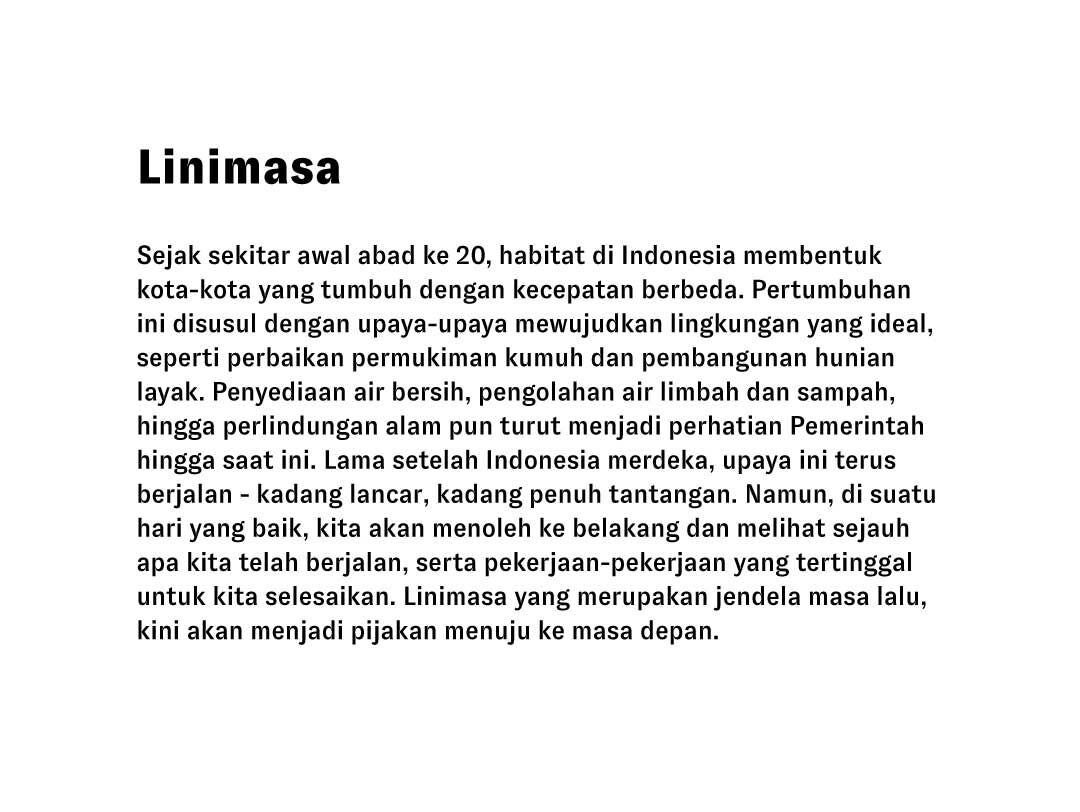 Linimasa
Sejak sekitar awal abad ke 20, habitat di Indonesia membentuk
kota-kota yang tumbuh dengan kecepatan berbeda. Pertumbuhan
ini disusul dengan upaya-upaya mewujudkan lingkungan yang ideal,
seperti perbaikan permukiman kumuh dan pembangunan hunian
layak. Penyediaan air bersih, pengolahan air limbah dan sampah,
hingga perlindungan alam pun turut menjadi perhatian Pemerintah
hingga saat ini. Lama setelah Indonesia merdeka, upaya ini terus
berjalan - kadang lancar, kadang penuh tantangan. Namun, di suatu
hari yang baik, kita akan menoleh ke belakang dan melihat sejauh
apa kita telah berjalan, serta pekerjaan-pekerjaan yang tertinggal
untuk kita selesaikan. Linimasa yang merupakan jendela masa lalu,
kini akan menjadi pijakan menuju ke masa depan.